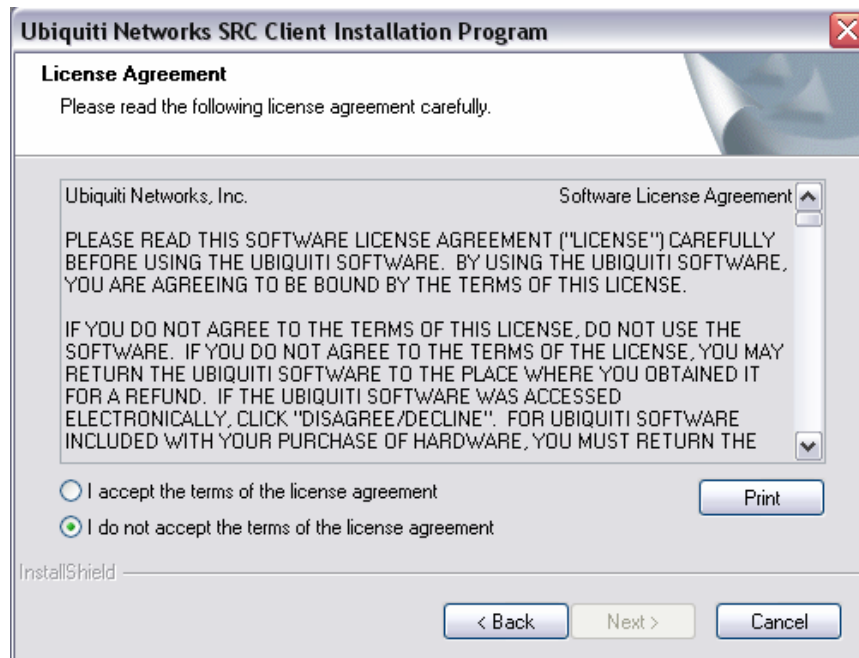 Ubiquiti Networks SRC Client Installation Program
License Agreement
Please read the following license agreement carefully.
Ubiquiti Networks, Inc. Software License Agreement
PLEASE READ THIS SOFTWARE LICENSE AGREEMENT ("LICENSE") CAREFULLY
BEFORE USING THE UBIQUITI SOFTWARE. BY USING THE UBIQUITI SOFTWARE,
YOU ARE AGREEING TO BE BOUND BY THE TERMS OF THIS LICENSE.
IF YOU DO NOT AGREE TO THE TERMS OF THIS LICENSE, DO NOT USE THE
SOFTWARE. IF YOU DO NOT AGREE TO THE TERMS OF THE LICENSE, YOU MAY
RETURN THE UBIQUITI SOFTWARE TO THE PLACE WHERE YOU OBTAINED IT
FOR A REFUND. IF THE UBIQUITI SOFTWARE WAS ACCESSED
ELECTRONICALLY, CLICK "DISAGREE/DECLINE". FOR UBIQUITI SOFTWARE
INCLUDED WITH YOUR PURCHASE OF HARDWARE, YOU MUST RETURN THE
I accept the terms of the license agreement
Print
I do not accept the terms of the license agreement
InstallShield
< Back Next > Cancel